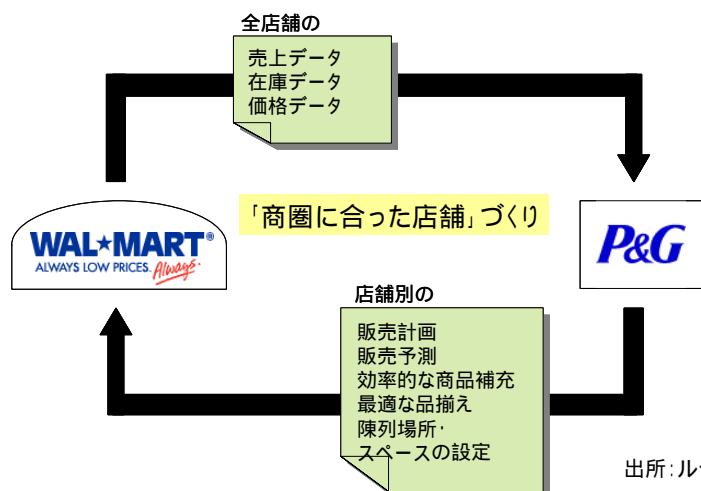 全店舗の
売上データ
在庫データ
価格データ
「商圏に合った店舗」づくり
WAL★MART®
ALWAYS LOW PRICES. Always.
P&G
店舗別の
販売計画
販売予測
効率的な商品補充
最適な品揃え
陳列場所・
スペースの設定
出所:ル